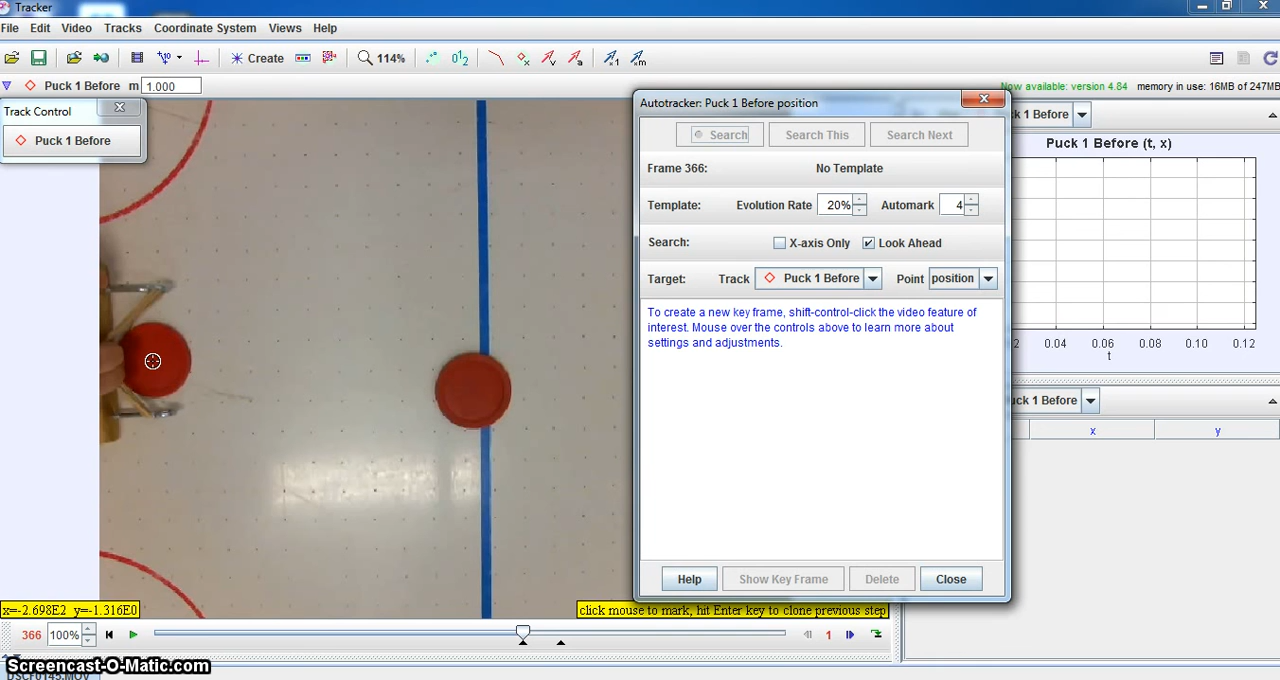 Tracker
File Edit Video Tracks Coordinate System Views Help
Create 114%
Puck 1 Before m 1.000
Now available: version 4.84 memory in use: 16MB of 247MB
Track Control
Puck 1 Before
Autotracker: Puck 1 Before position
Search Search This Search Next
Frame 366: No Template
Template: Evolution Rate 20% Automark 4
Search: X-axis Only Look Ahead
Target: Track Puck 1 Before Point position
To create a new key frame, shift-control-click the video feature of
interest. Mouse over the controls above to learn more about
settings and adjustments.
Help Show Key Frame Delete Close
ck 1 Before
Puck 1 Before (t, x)
2 0.04 0.06 0.08 0.10 0.12
t
uck 1 Before
x y
x=-2.698E2 y=-1.316E0
click mouse to mark, hit Enter key to clone previous step
366 100% 1
Screencast-O-Matic.com
DSCF0145.MOV